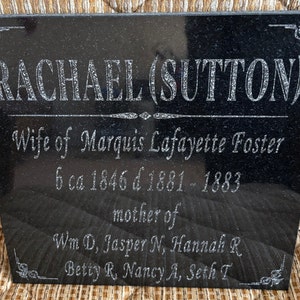 RACHAEL (SUTTON)
Wife of Marquis Lafayette Foster
b ca 1846 d 1881 - 1883
mother of
Wm D, Jasper N, Hannah R
Betty R, Nancy A, Seth T